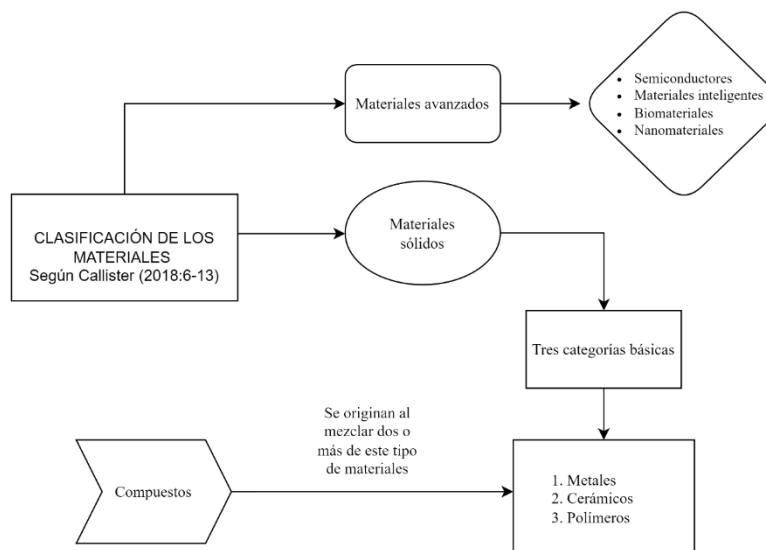 Materiales avanzados
• Semiconductores
• Materiales inteligentes
• Biomateriales
• Nanomateriales
CLASIFICACIÓN DE LOS
MATERIALES
Según Callister (2018:6-13)
Materiales
sólidos
Tres categorías básicas
Se originan al
mezclar dos o
más de este tipo
de materiales
Compuestos
1. Metales
2. Cerámicos
3. Polímeros